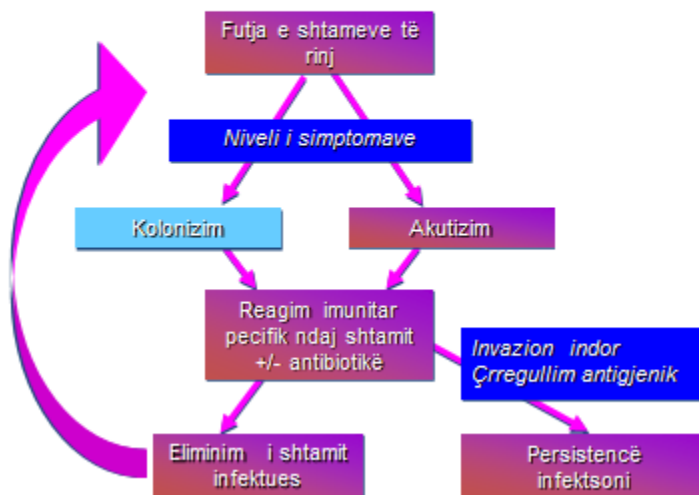 Futja e shtameve të
rinj
Niveli i simptomave
Kolonizim
Akutizim
Reagim imunitar
pecifik ndaj shtamit
+/- antibiotikë
Invazion indor
Çrregullim antigjenik
Eliminim i shtamit
infektues
Persistencë
infektsoni